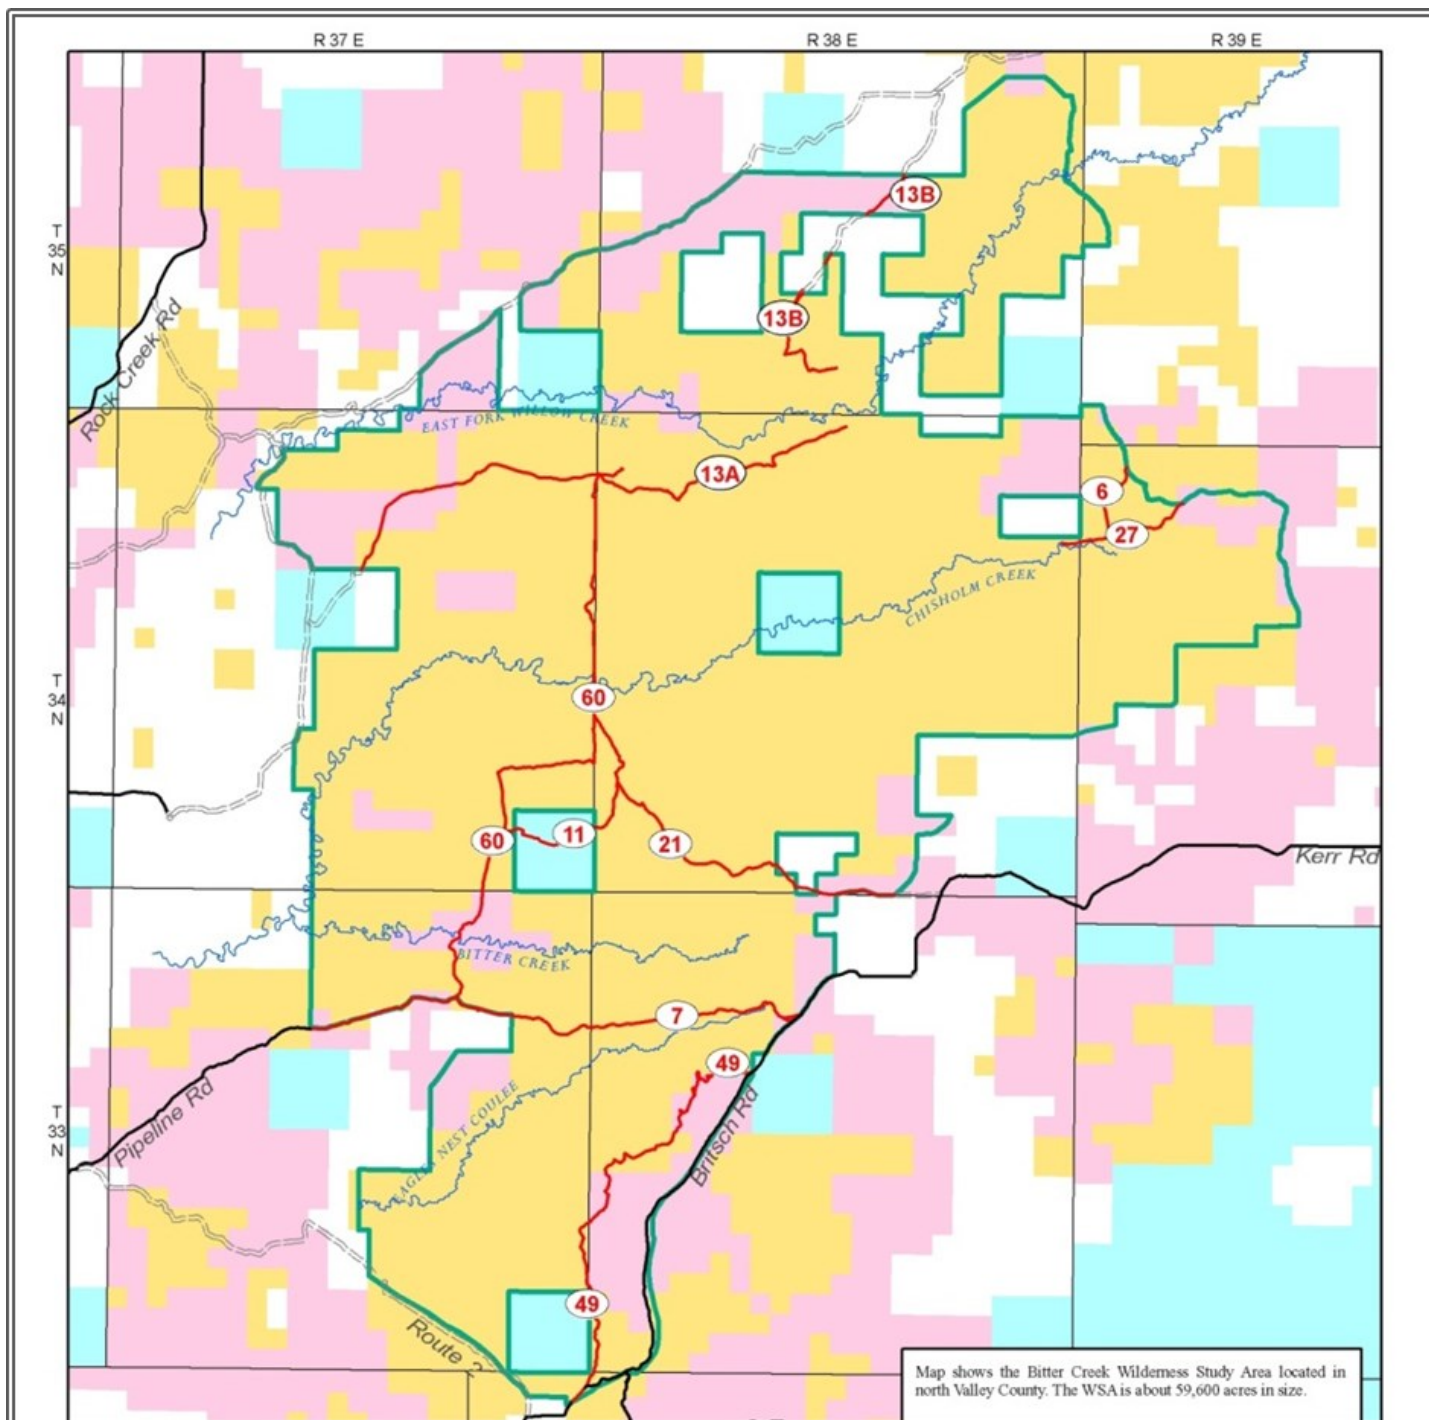 R 37 E
R 38 E
R 39 E
13B
T
35
N
Rock Creek Rd
13B
EAST FORK WILLOW CREEK
13A
6
27
CHISHOLM CREEK
T
34
N
60
60
11
21
Kerr Rd
BITTER CREEK
7
49
T
33
N
Pipeline Rd
EAGLES NEST COULEE
Britsch Rd
49
Route 2
Map shows the Bitter Creek Wilderness Study Area located in
north Valley County. The WSA is about 59,600 acres in size.